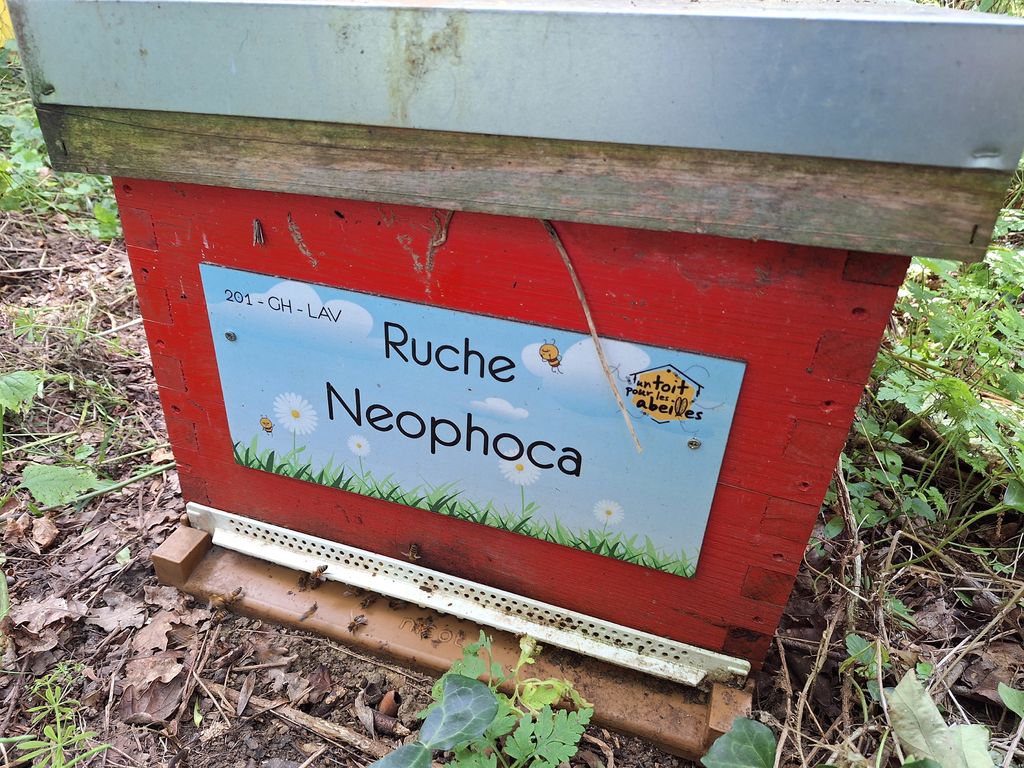 201 - GH - LAV
Ruche
Neophoca
un toit
pour les
abeilles